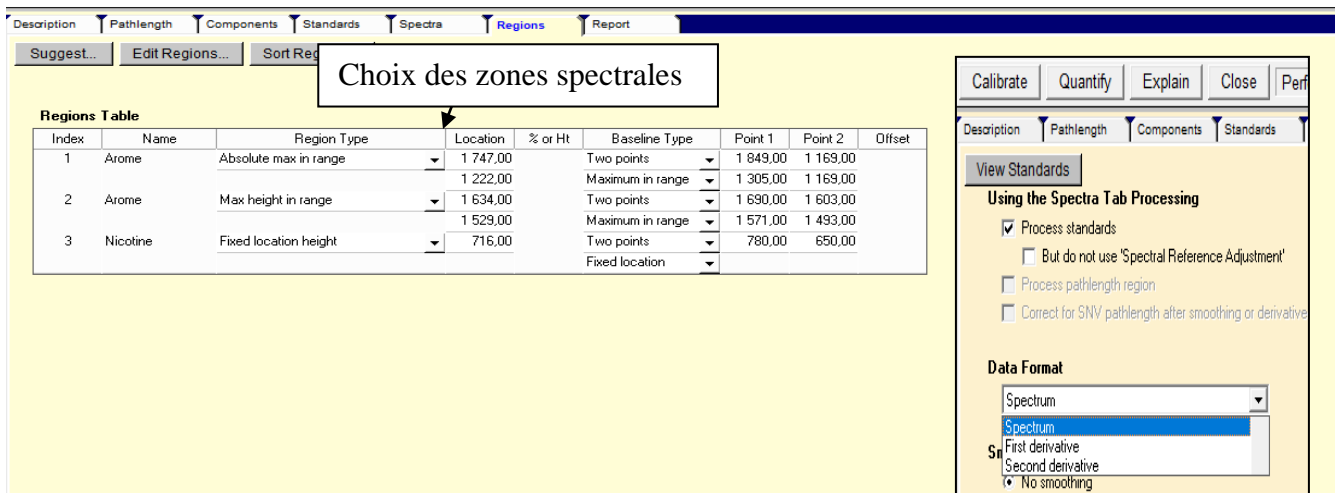 Description Pathlength Components Standards Spectra Regions Report
Suggest... Edit Regions... Sort Reg
Choix des zones spectrales
Regions Table
Index Name Region Type Location % or Ht Baseline Type Point 1 Point 2 Offset
1 Arome Absolute max in range 1 747,00 Two points 1 849,00 1 169,00
1 222,00 Maximum in range 1 305,00 1 169,00
2 Arome Max height in range 1 634,00 Two points 1 690,00 1 603,00
1 529,00 Maximum in range 1 571,00 1 493,00
3 Nicotine Fixed location height 716,00 Two points 780,00 650,00
Fixed location
Calibrate Quantify Explain Close Perf
Description Pathlength Components Standards
View Standards
Using the Spectra Tab Processing
Process standards
But do not use 'Spectral Reference Adjustment'
Process pathlength region
Correct for SNV pathlength after smoothing or derivative
Data Format
Spectrum
Spectrum
First derivative
Second derivative
Sm
No smoothing